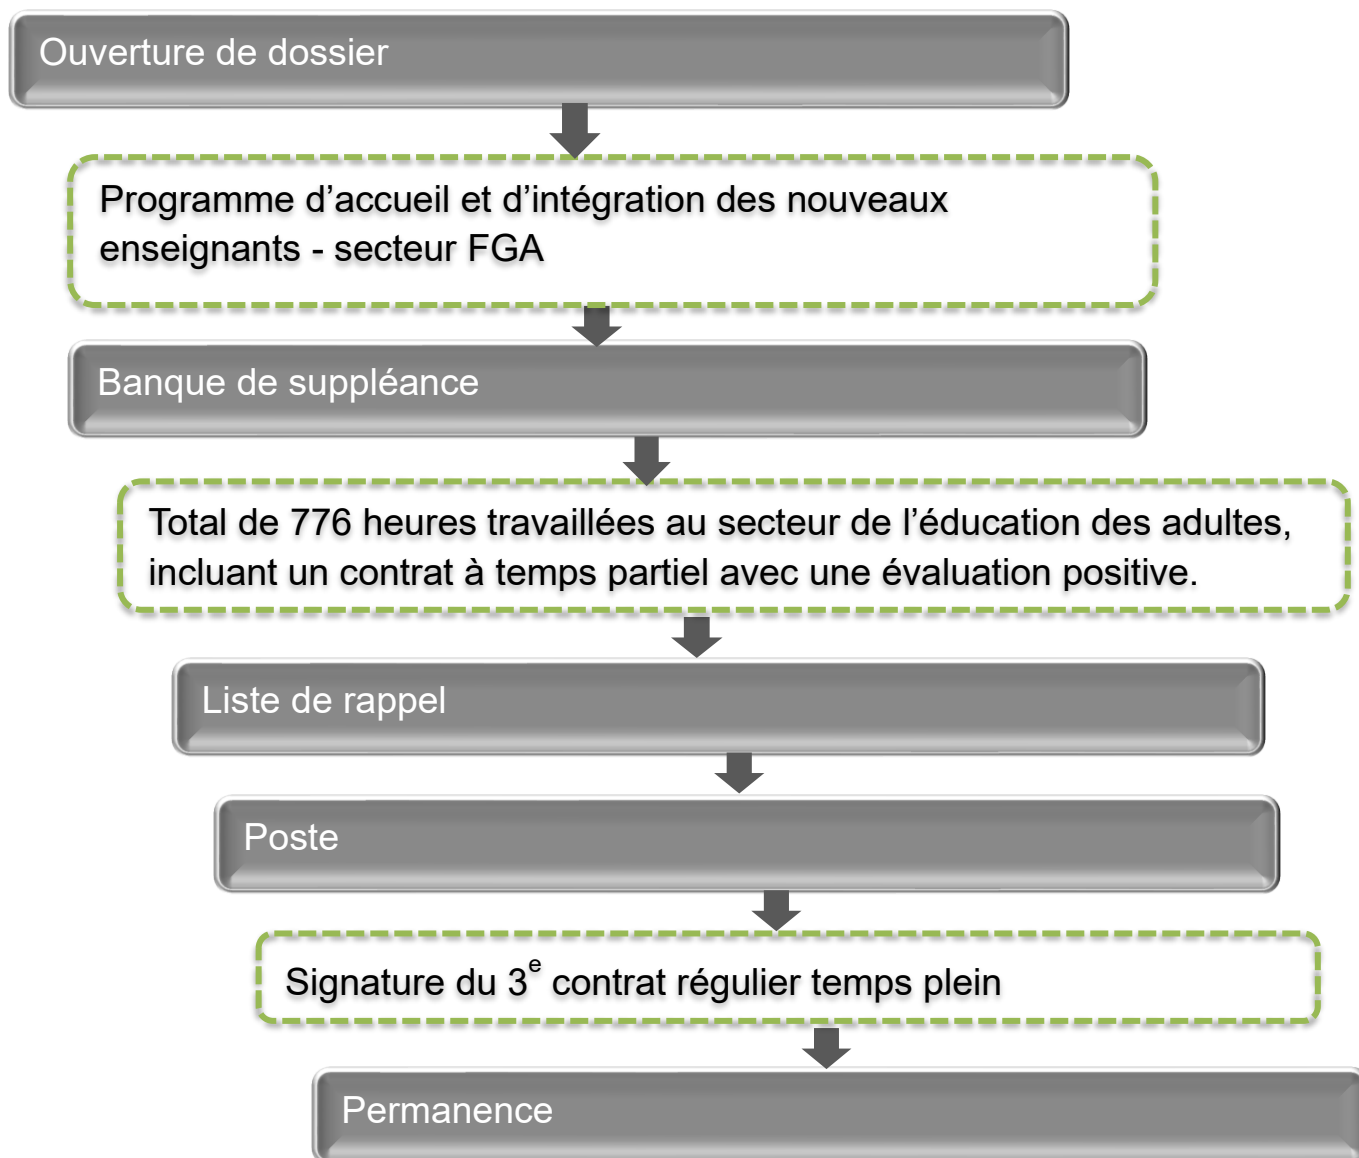 Ouverture de dossier
Programme d’accueil et d’intégration des nouveaux
enseignants - secteur FGA
Banque de suppléance
Total de 776 heures travaillées au secteur de l’éducation des adultes,
incluant un contrat à temps partiel avec une évaluation positive.
Liste de rappel
Poste
Signature du 3e contrat régulier temps plein
Permanence